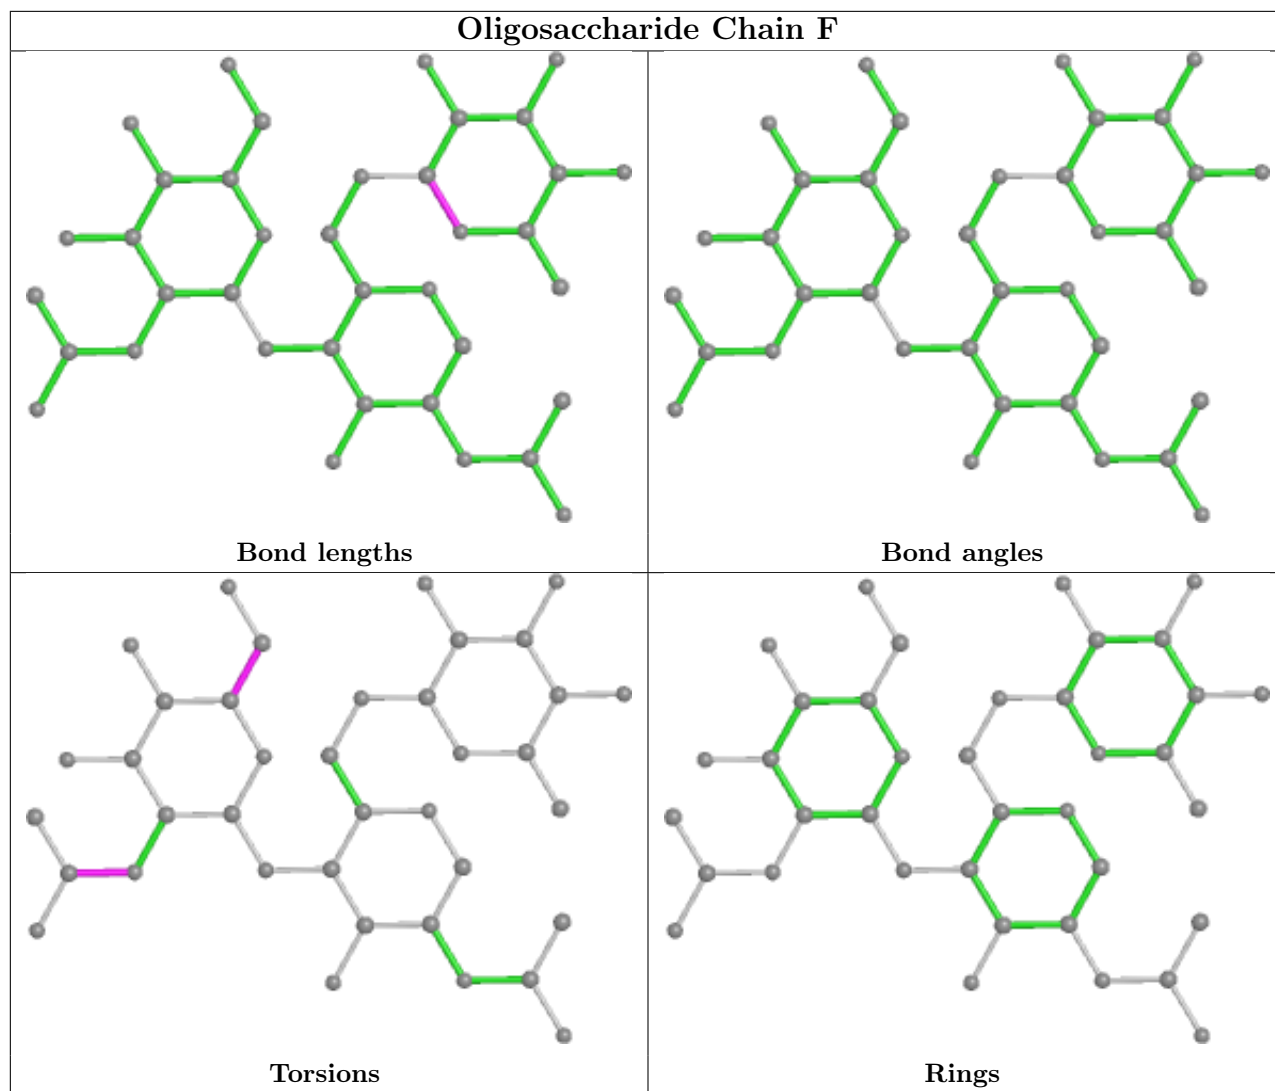 Oligosaccharide Chain F
Bond lengths
Bond angles
Torsions
Rings